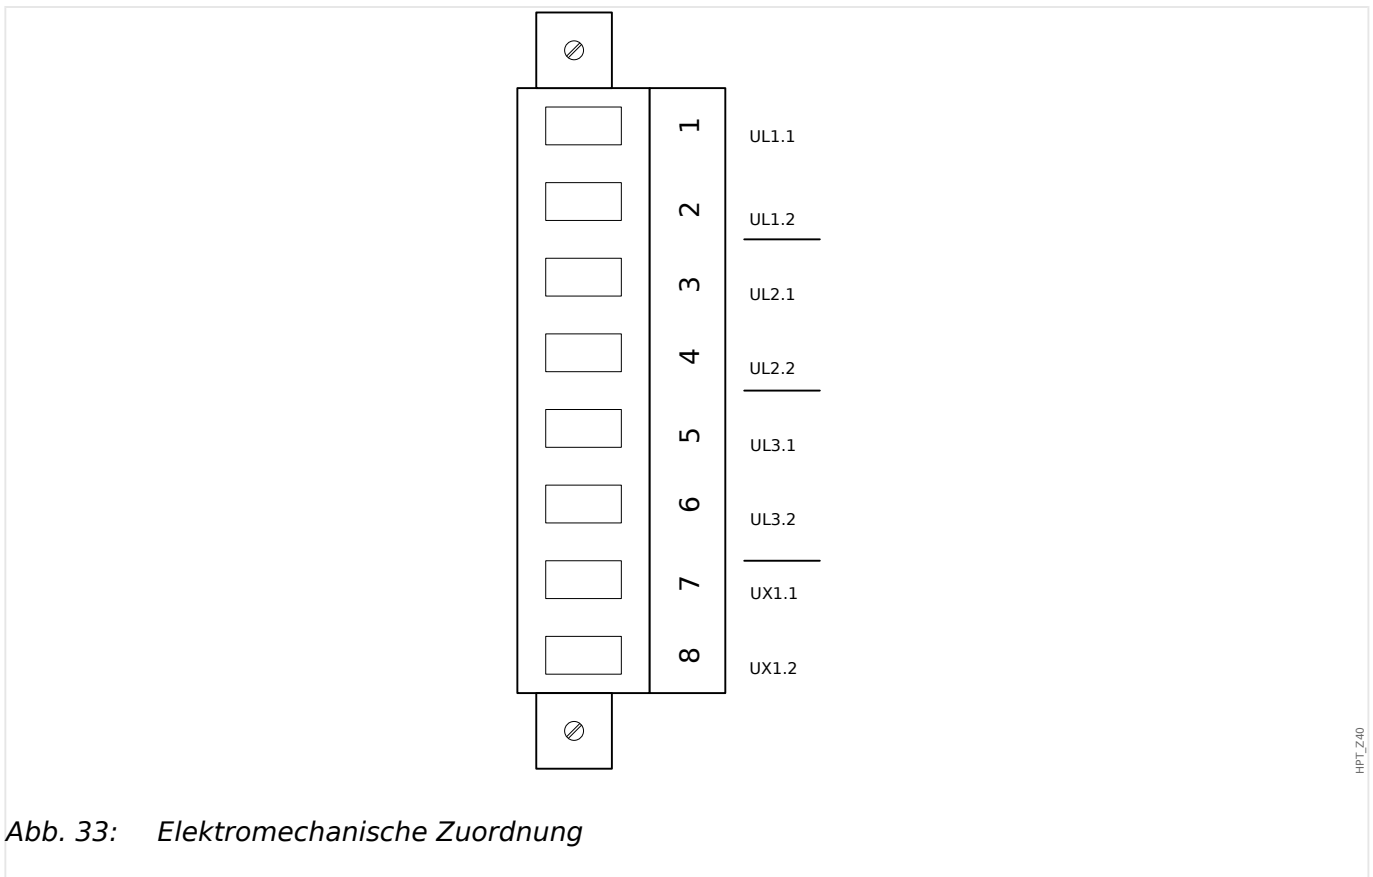 1 UL1.1
2 UL1.2
3 UL2.1
4 UL2.2
5 UL3.1
6 UL3.2
7 UX1.1
8 UX1.2
HPT_Z40
Abb. 33: Elektromechanische Zuordnung